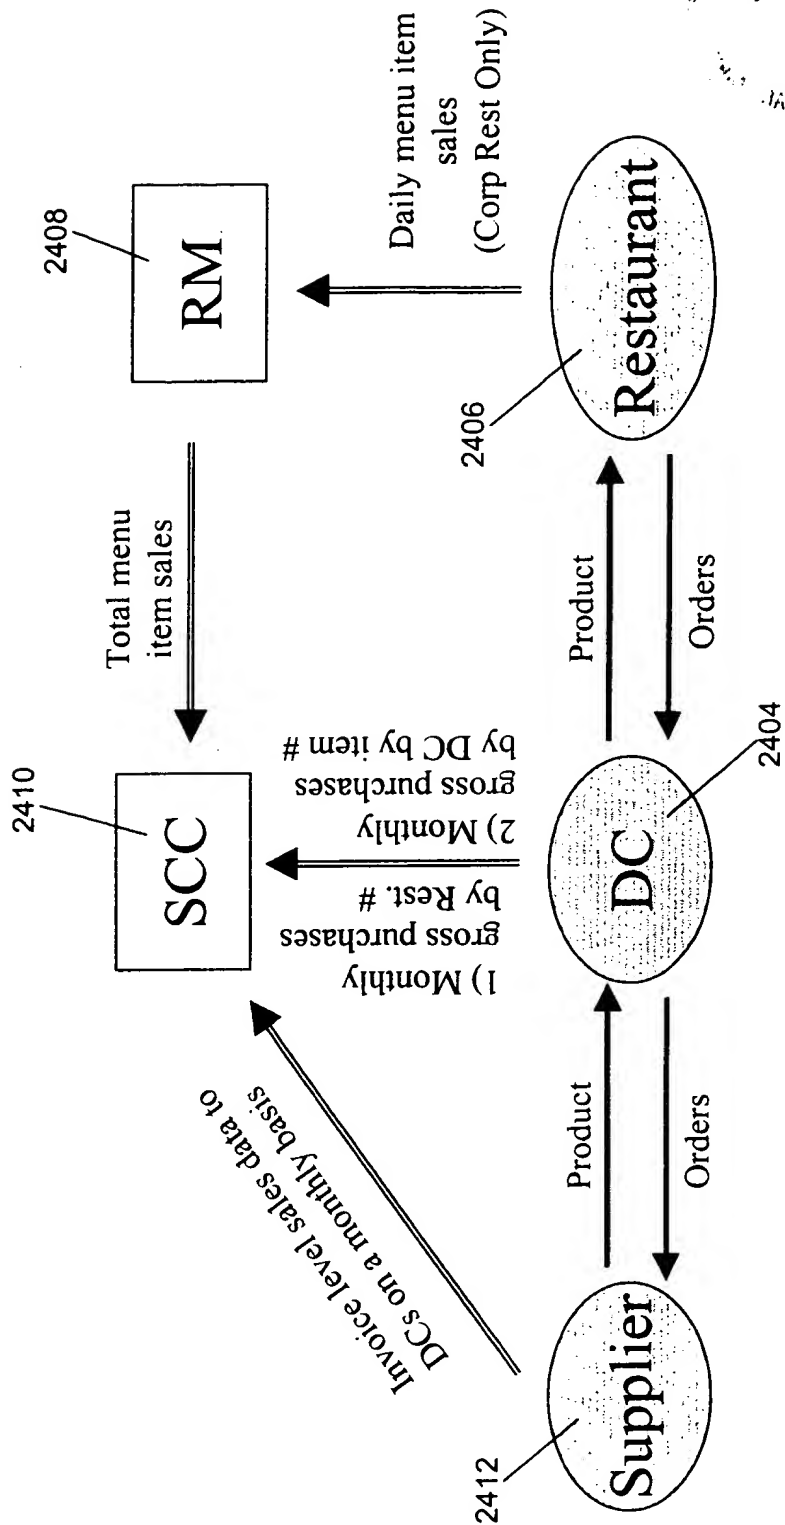 2410
SCC
Total menu
item sales
2408
RM
Invoice level sales data to
DCs on a monthly basis
1) Monthly
gross purchases
by Rest. #
2) Monthly
gross purchases
by DC by item #
Daily menu item
sales
(Corp Rest Only)
2412
Supplier
Product
Orders
DC
2404
Product
Orders
2406
Restaurant